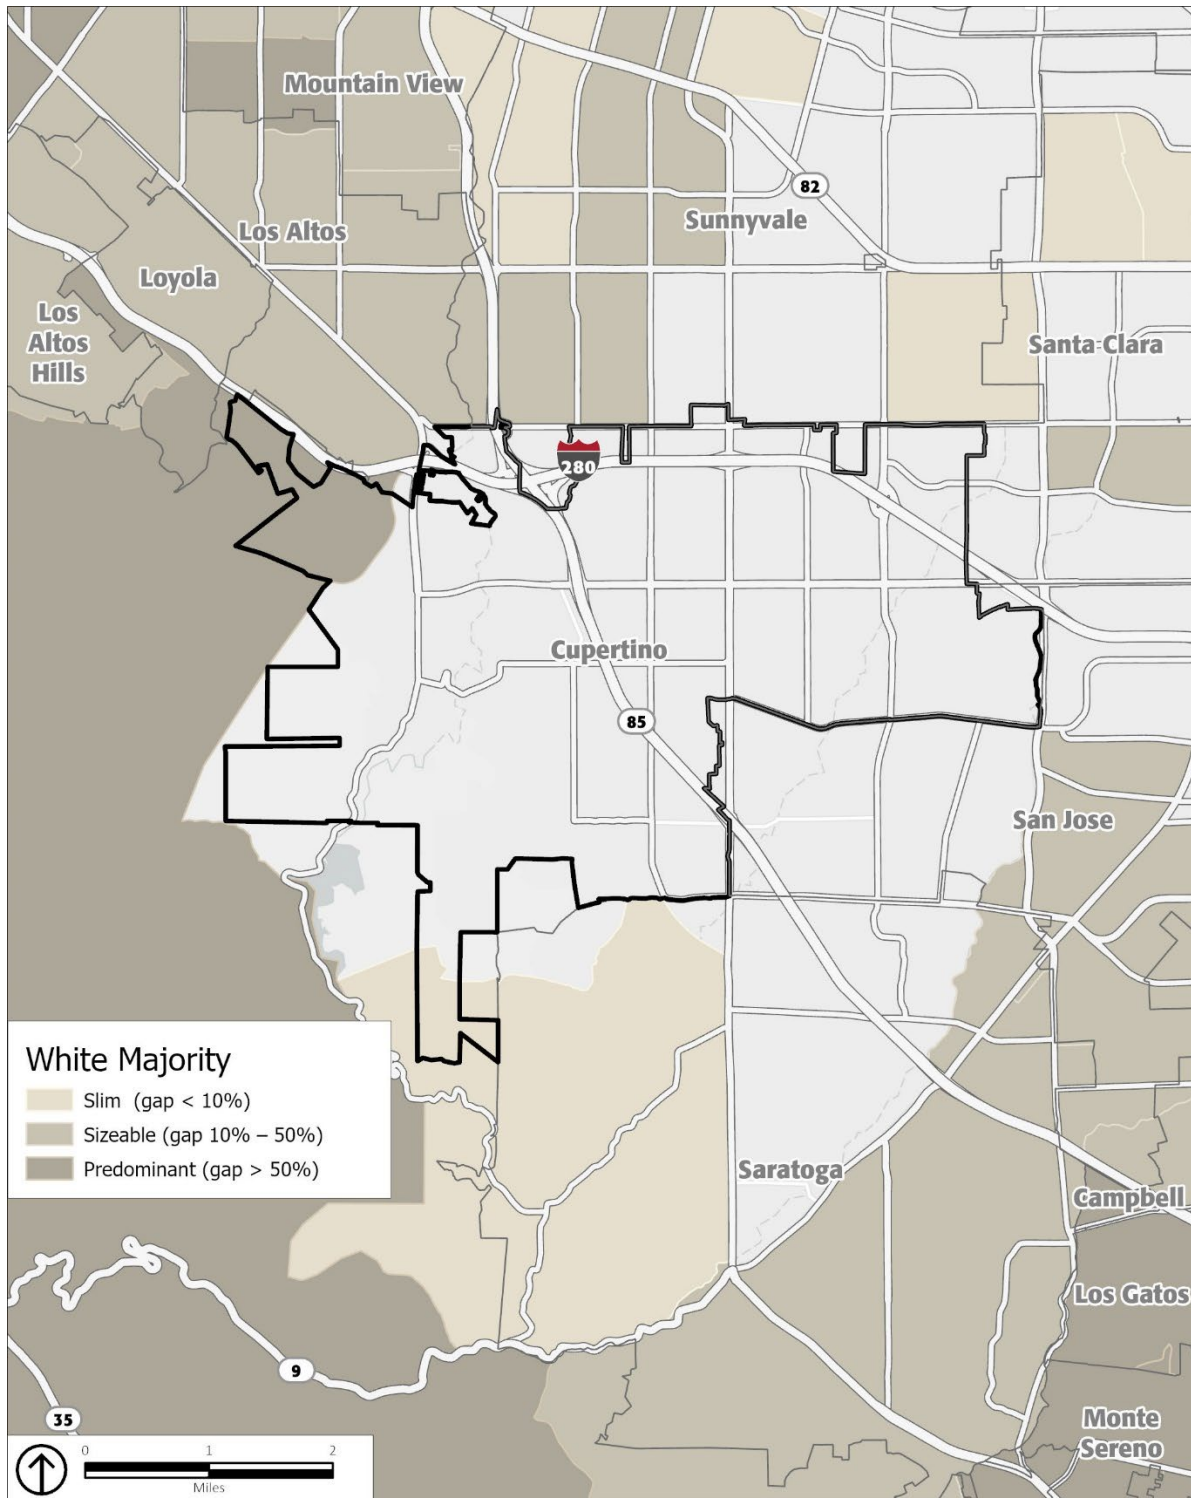 Mountain View
82
Sunnyvale
Los Altos
Loyola
Los
Altos
Hills
Santa Clara
280
Cupertino
85
San Jose
White Majority
Slim (gap < 10%)
Sizeable (gap 10% – 50%)
Predominant (gap > 50%)
Saratoga
Campbell
Los Gatos
9
35
Monte
Sereno
0 1 2
Miles